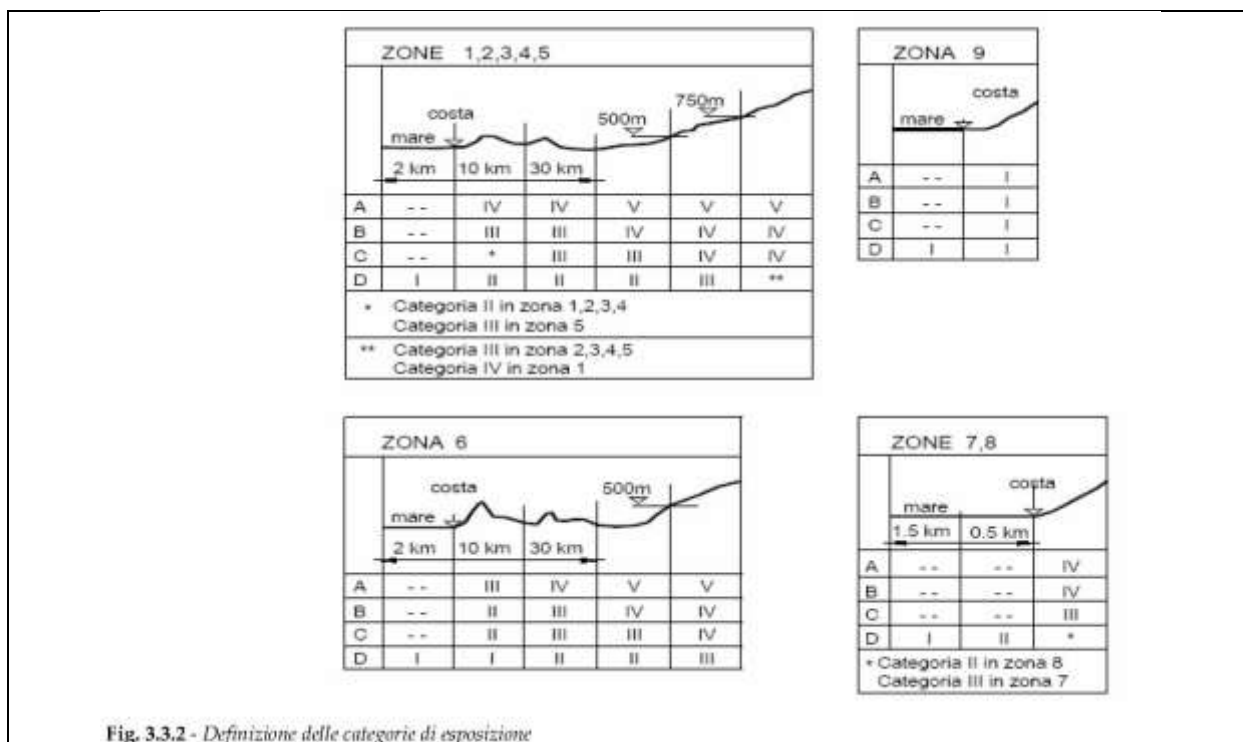 ZONE 1,2,3,4,5
costa
mare
500m
750m
2 km 10 km 30 km
A -- IV IV V V V
B -- III III IV IV IV
C -- * III III IV IV
D I II II II III **
* Categoria II in zona 1,2,3,4
Categoria III in zona 5
** Categoria III in zona 2,3,4,5
Categoria IV in zona 1
ZONA 9
costa
mare
A -- I
B -- I
C -- I
D I I
ZONA 6
costa
500m
mare
2 km 10 km 30 km
A -- III IV V V
B -- II III IV IV
C -- II III III IV
D I I II II III
ZONE 7,8
costa
mare
1.5 km 0.5 km
A -- -- IV
B -- -- IV
C -- -- III
D I II *
* Categoria II in zona 8
Categoria III in zona 7
Fig. 3.3.2 - Definizione delle categorie di esposizione